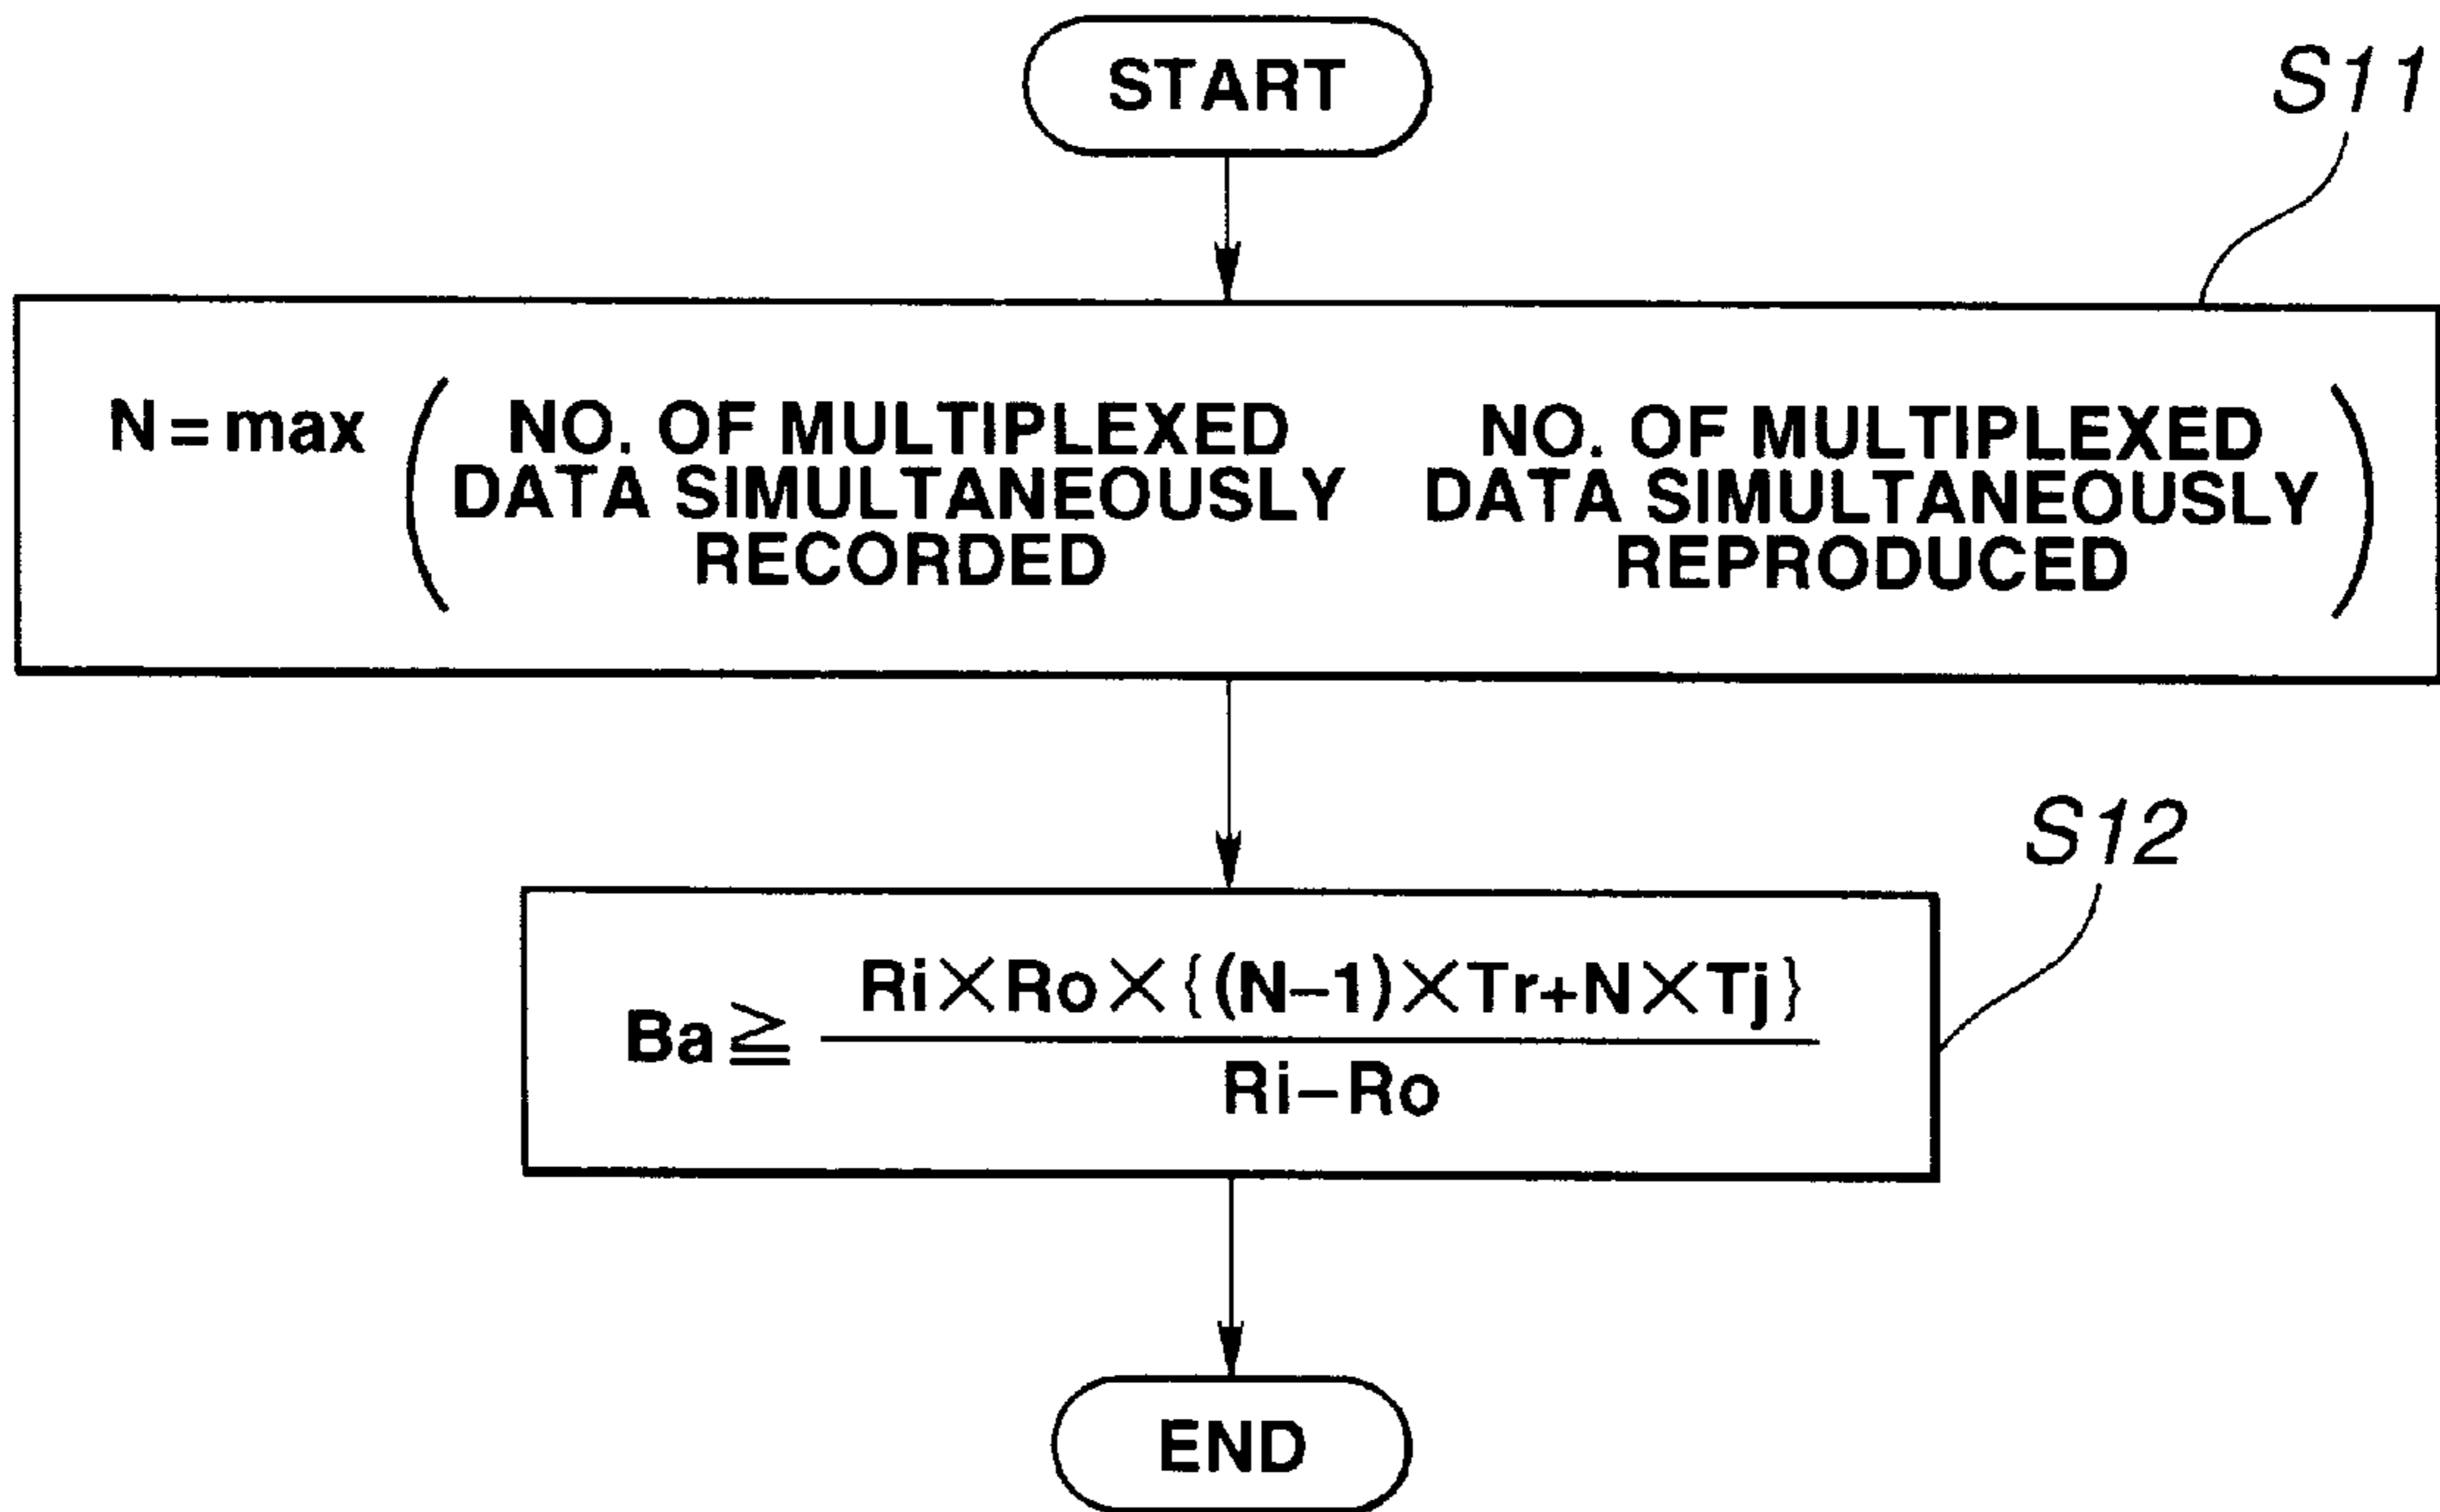 START
S11
N=max ( NO. OF MULTIPLEXED DATA SIMULTANEOUSLY RECORDED
NO. OF MULTIPLEXED DATA SIMULTANEOUSLY REPRODUCED )
S12
Ri×Ro×{(N−1)×Tr+N×Tj}
Ba≧
Ri−Ro
END